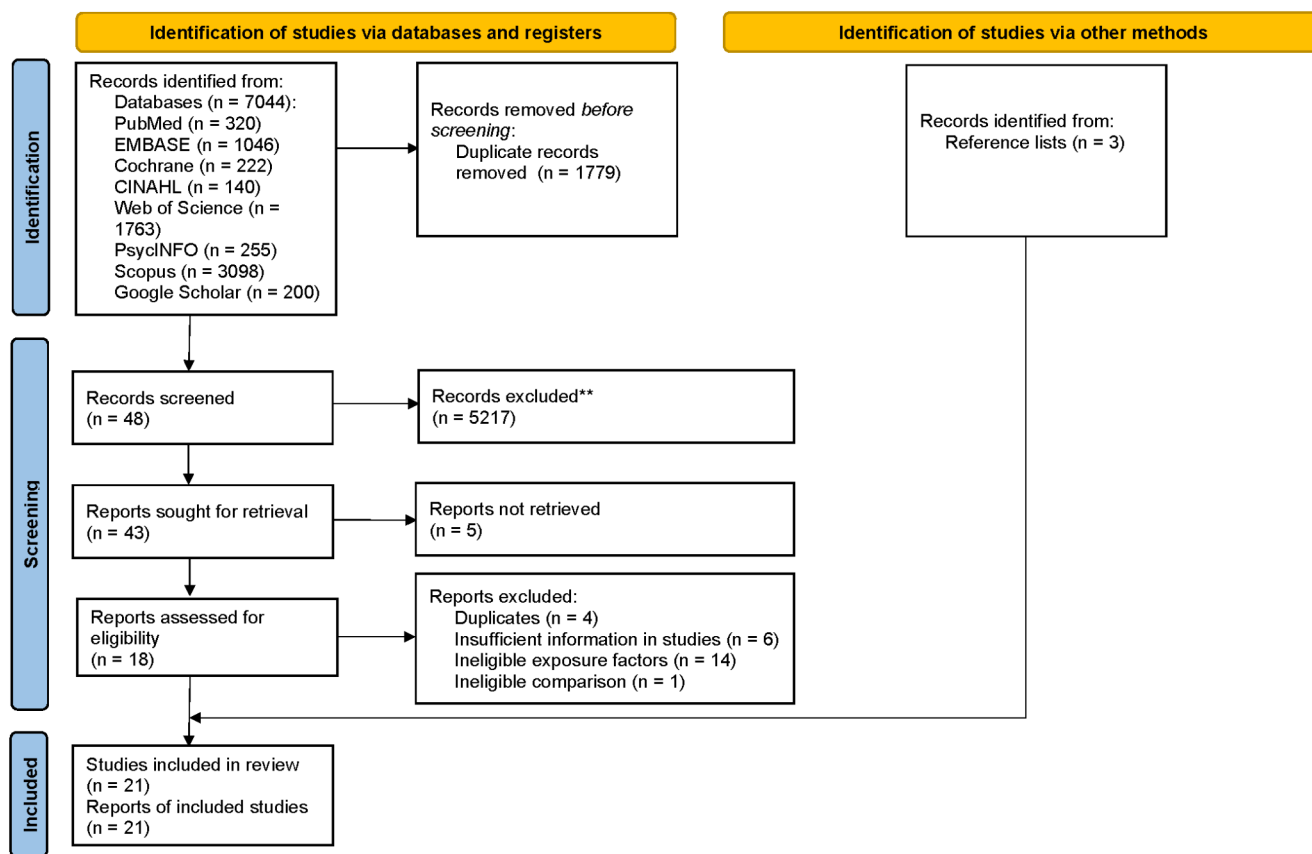 Identification of studies via databases and registers
Identification of studies via other methods
Identification
Records identified from:
Databases (n = 7044):
PubMed (n = 320)
EMBASE (n = 1046)
Cochrane (n = 222)
CINAHL (n = 140)
Web of Science (n =
1763)
PsycINFO (n = 255)
Scopus (n = 3098)
Google Scholar (n = 200)
Records removed before
screening:
Duplicate records
removed (n = 1779)
Records identified from:
Reference lists (n = 3)
Screening
Records screened
(n = 48)
Records excluded**
(n = 5217)
Reports sought for retrieval
(n = 43)
Reports not retrieved
(n = 5)
Reports assessed for
eligibility
(n = 18)
Reports excluded:
Duplicates (n = 4)
Insufficient information in studies (n = 6)
Ineligible exposure factors (n = 14)
Ineligible comparison (n = 1)
Included
Studies included in review
(n = 21)
Reports of included studies
(n = 21)